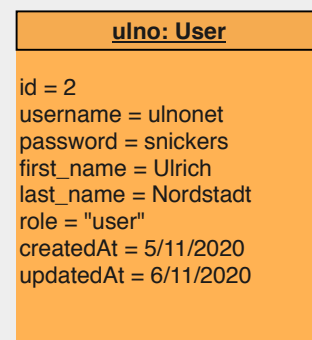 ulno: User
id = 2
username = ulnonet
password = snickers
first_name = Ulrich
last_name = Nordstadt
role = "user"
createdAt = 5/11/2020
updatedAt = 6/11/2020